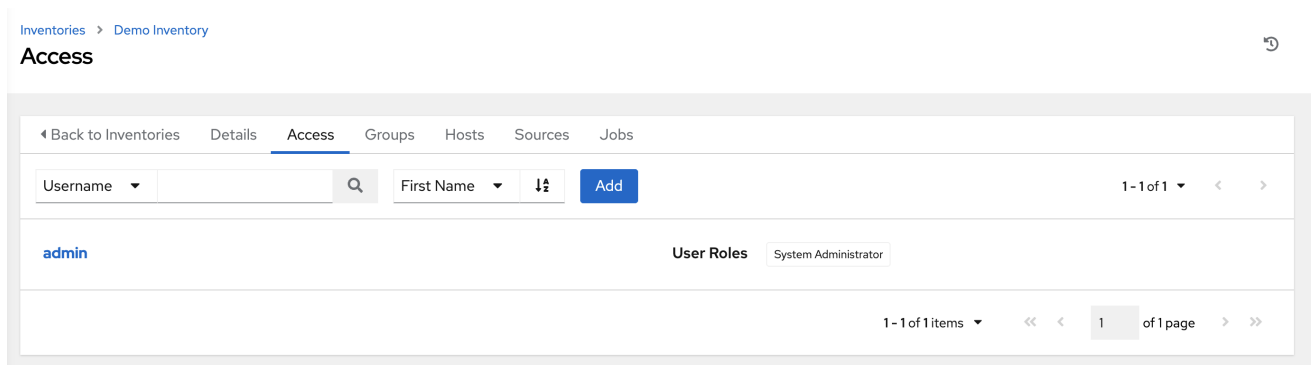 Inventories > Demo Inventory
Access
Back to Inventories Details Access Groups Hosts Sources Jobs
Username First Name Add 1 - 1 of 1
admin User Roles System Administrator
1 - 1 of 1 items 1 of 1 page